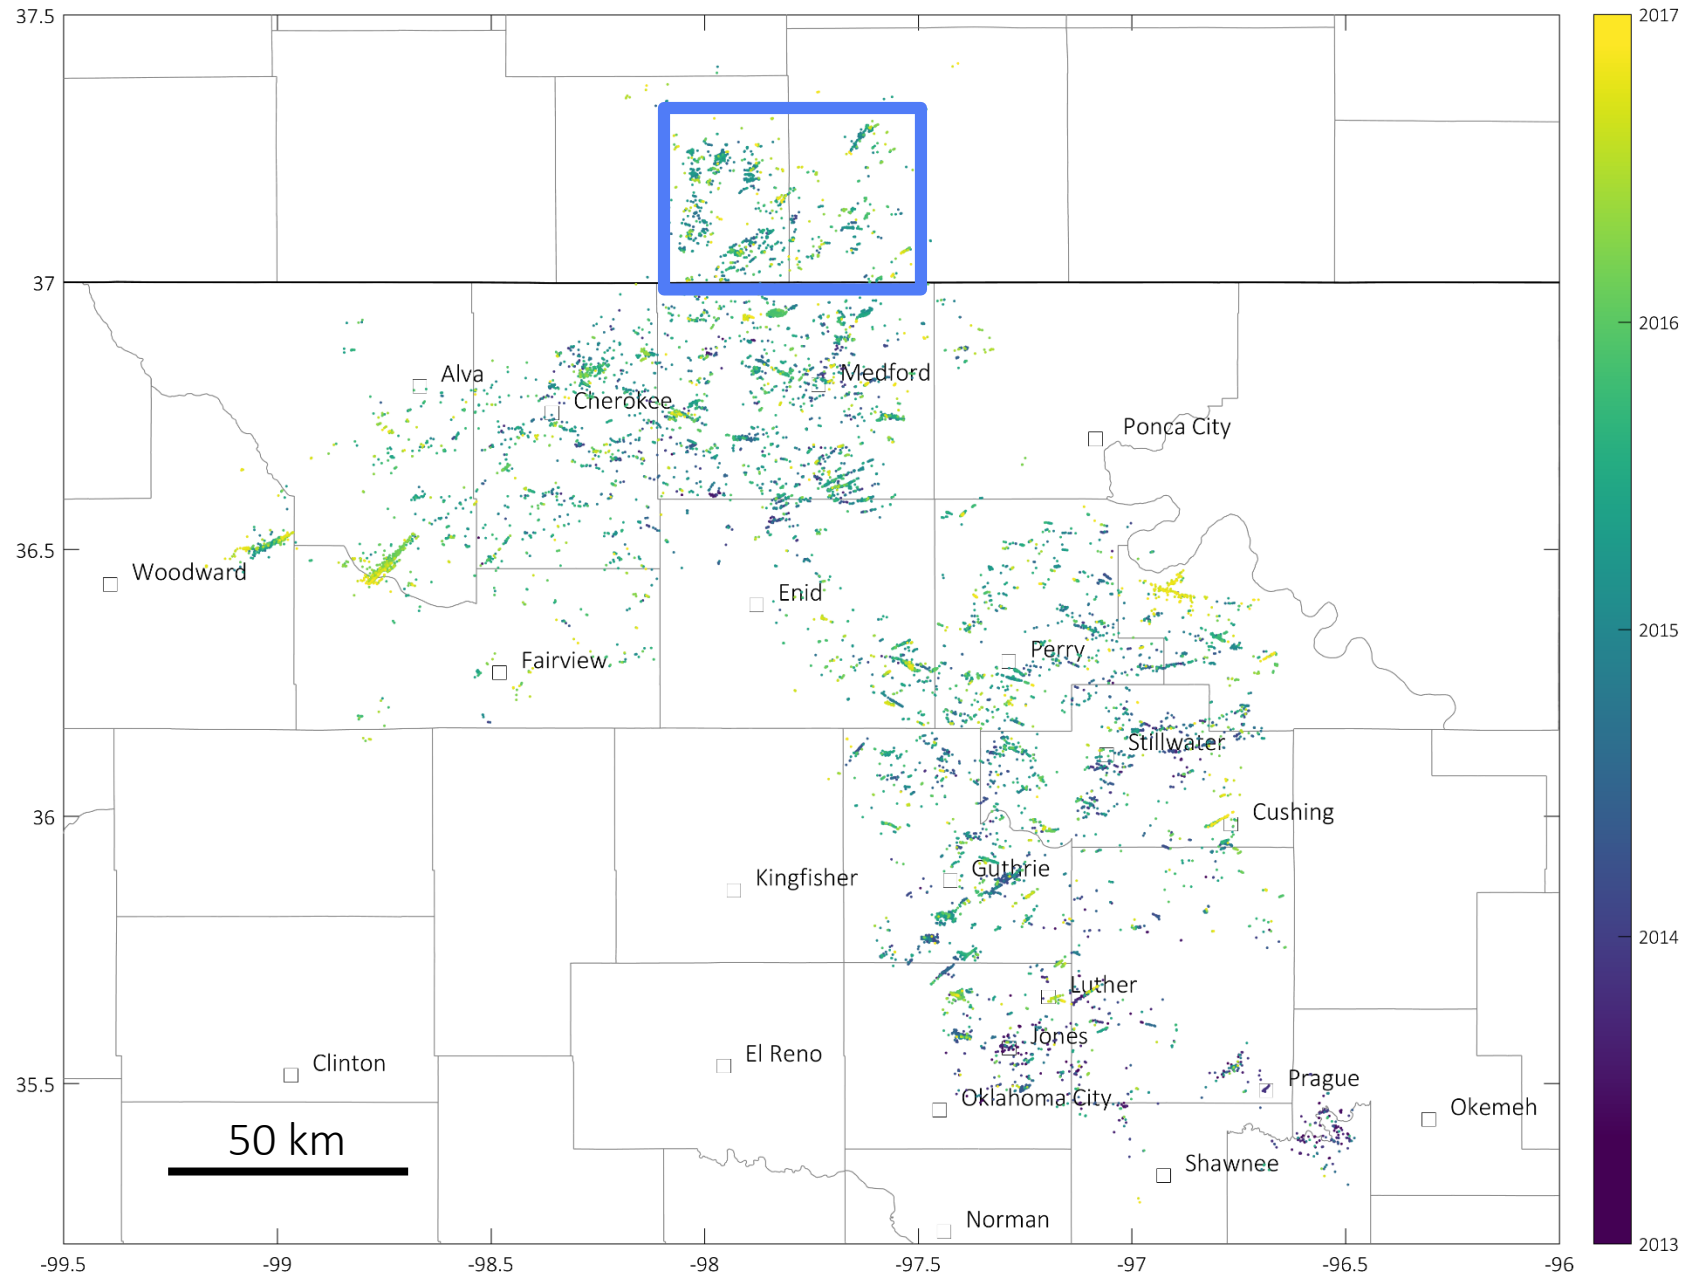 37.5
2017
37
2016
Alva
Medford
Cherokee
Ponca City
36.5
Woodward
Enid
2015
Perry
Fairview
Stillwater
36
Cushing
Guthrie
Kingfisher
2014
Luther
Jones
El Reno
Clinton
35.5
Prague
Oklahoma City
Okemeh
50 km
Shawnee
Norman
2013
-99.5
-99
-98.5
-98
-97.5
-97
-96.5
-96